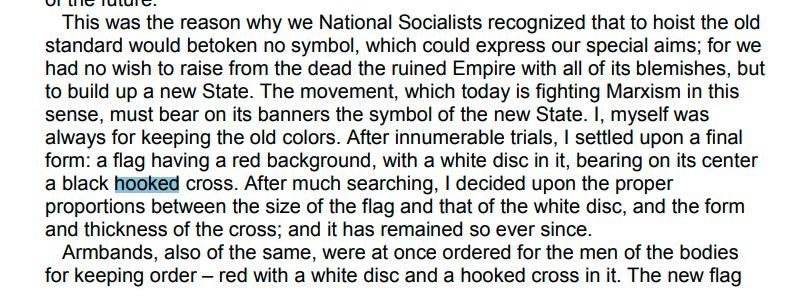 of the future.
This was the reason why we National Socialists recognized that to hoist the old
standard would betoken no symbol, which could express our special aims; for we
had no wish to raise from the dead the ruined Empire with all of its blemishes, but
to build up a new State. The movement, which today is fighting Marxism in this
sense, must bear on its banners the symbol of the new State. I, myself was
always for keeping the old colors. After innumerable trials, I settled upon a final
form: a flag having a red background, with a white disc in it, bearing on its center
a black hooked cross. After much searching, I decided upon the proper
proportions between the size of the flag and that of the white disc, and the form
and thickness of the cross; and it has remained so ever since.
Armbands, also of the same, were at once ordered for the men of the bodies
for keeping order – red with a white disc and a hooked cross in it. The new flag